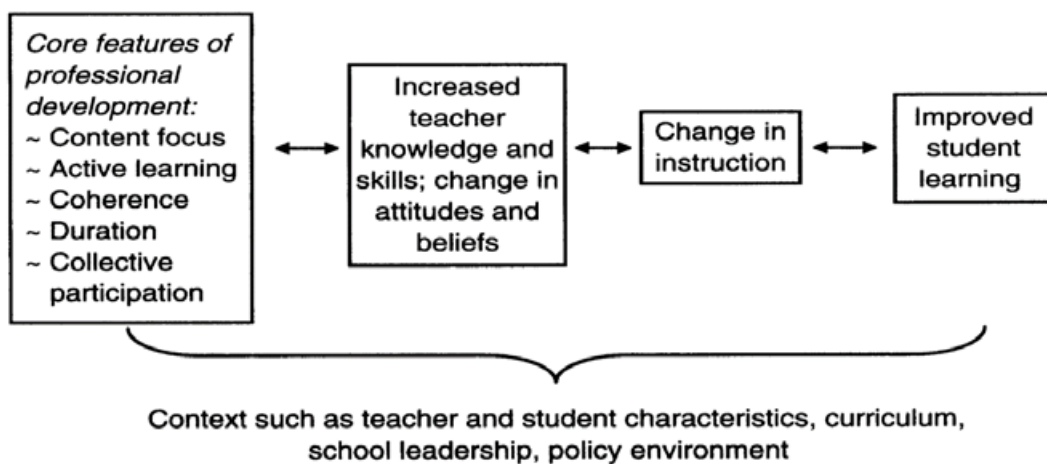 Core features of
professional
development:
~ Content focus
~ Active learning
~ Coherence
~ Duration
~ Collective
participation
Increased
teacher
knowledge and
skills; change in
attitudes and
beliefs
Change in
instruction
Improved
student
learning
Context such as teacher and student characteristics, curriculum,
school leadership, policy environment